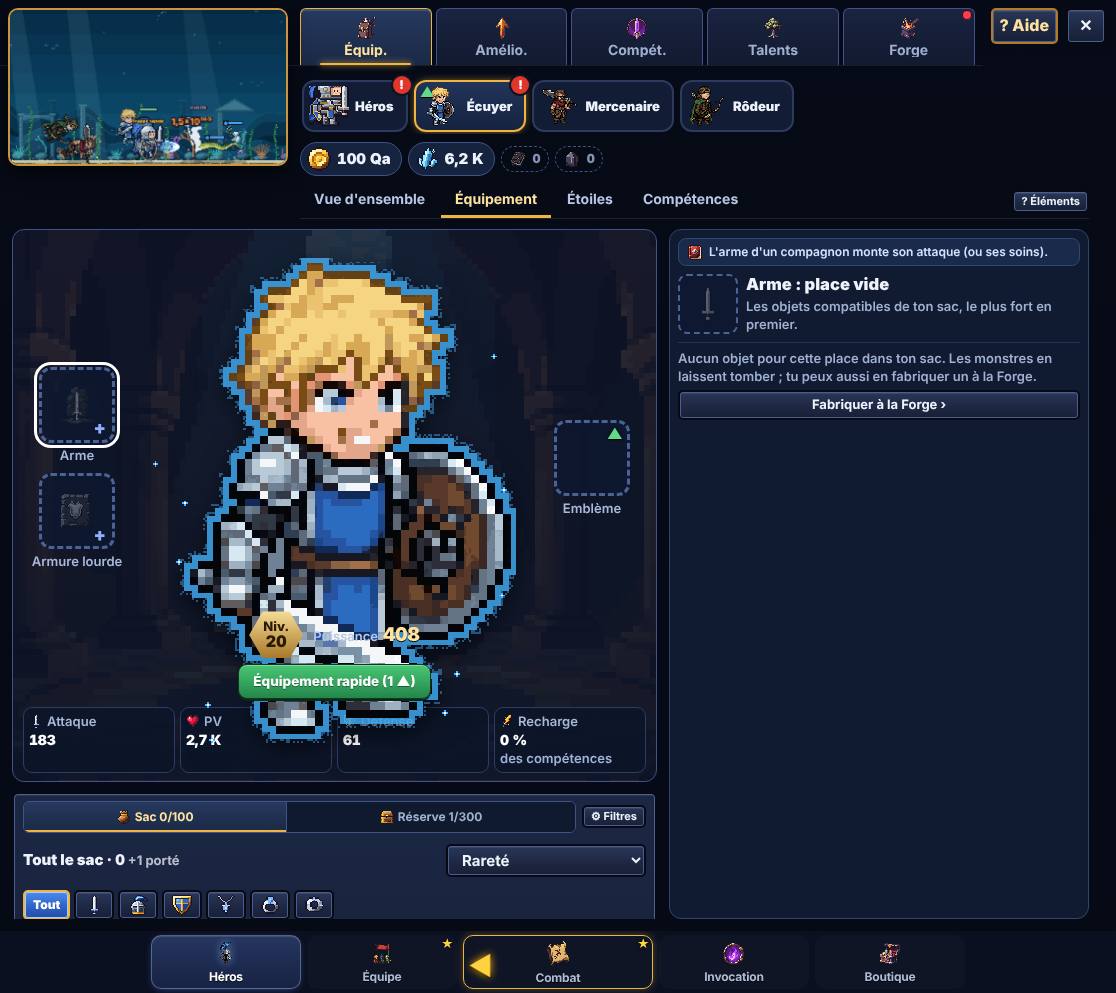 Équip.
Amélio.
Compét.
Talents
Forge
? Aide
✕
Héros
!
Écuyer
!
Mercenaire
Rôdeur
100 Qa
6,2 K
0
0
Vue d'ensemble
Équipement
Étoiles
Compétences
? Éléments
Arme
Armure lourde
Emblème
Niv.
20
Puissance 408
Équipement rapide (1 ▲)
Attaque
183
PV
2,7 K
Défense
61
Recharge
0 %
des compétences
L'arme d'un compagnon monte son attaque (ou ses soins).
Arme : place vide
Les objets compatibles de ton sac, le plus fort en
premier.
Aucun objet pour cette place dans ton sac. Les monstres en
laissent tomber ; tu peux aussi en fabriquer un à la Forge.
Fabriquer à la Forge ›
Sac 0/100
Réserve 1/300
⚙ Filtres
Tout le sac · 0 +1 porté
Rareté
Tout
Héros
Équipe
Combat
Invocation
Boutique